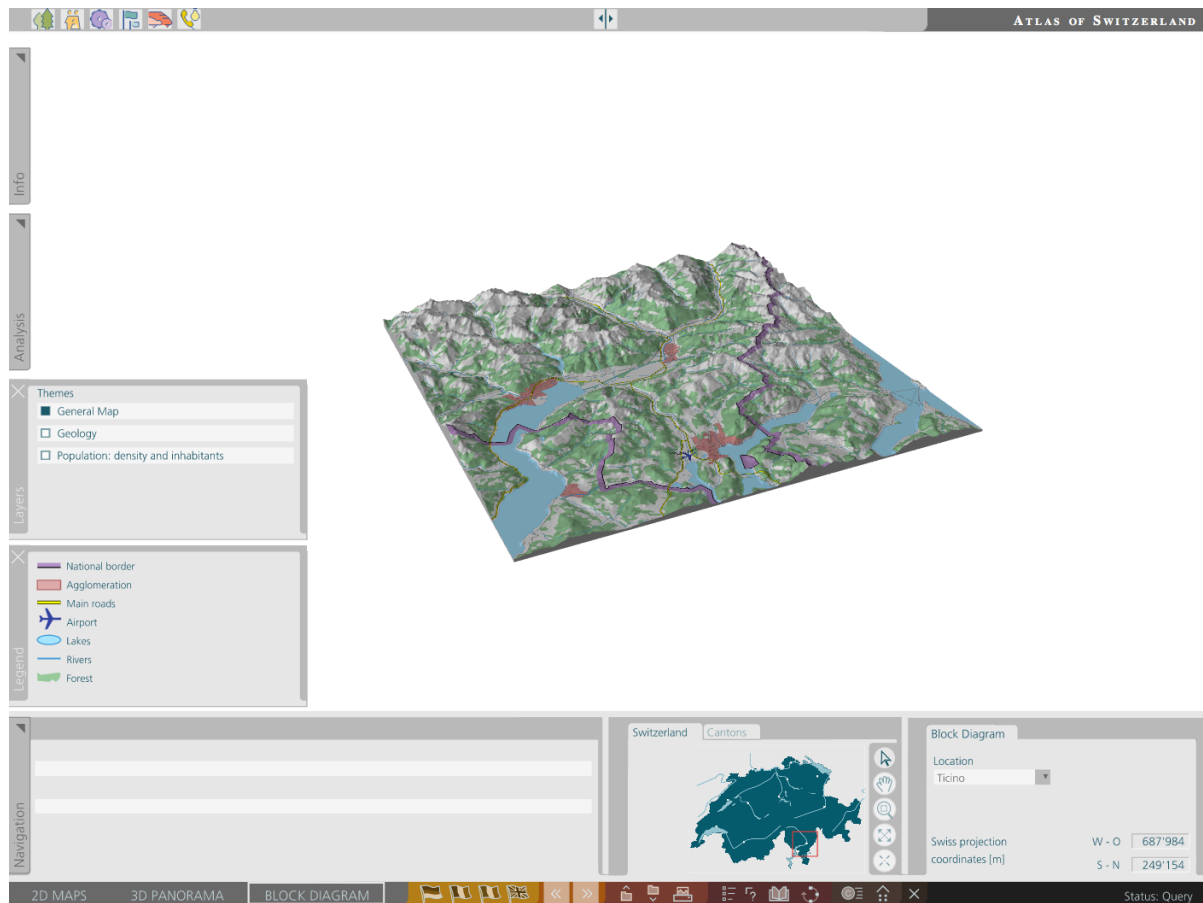 ATLAS OF SWITZERLAND
Info
Analysis
Layers
Themes
General Map
Geology
Population: density and inhabitants
Legend
National border
Agglomeration
Main roads
Airport
Lakes
Rivers
Forest
Navigation
Switzerland
Cantons
Block Diagram
Location
Ticino
Swiss projection
coordinates [m]
W - O 687'984
S - N 249'154
2D MAPS
3D PANORAMA
BLOCK DIAGRAM
Status: Query